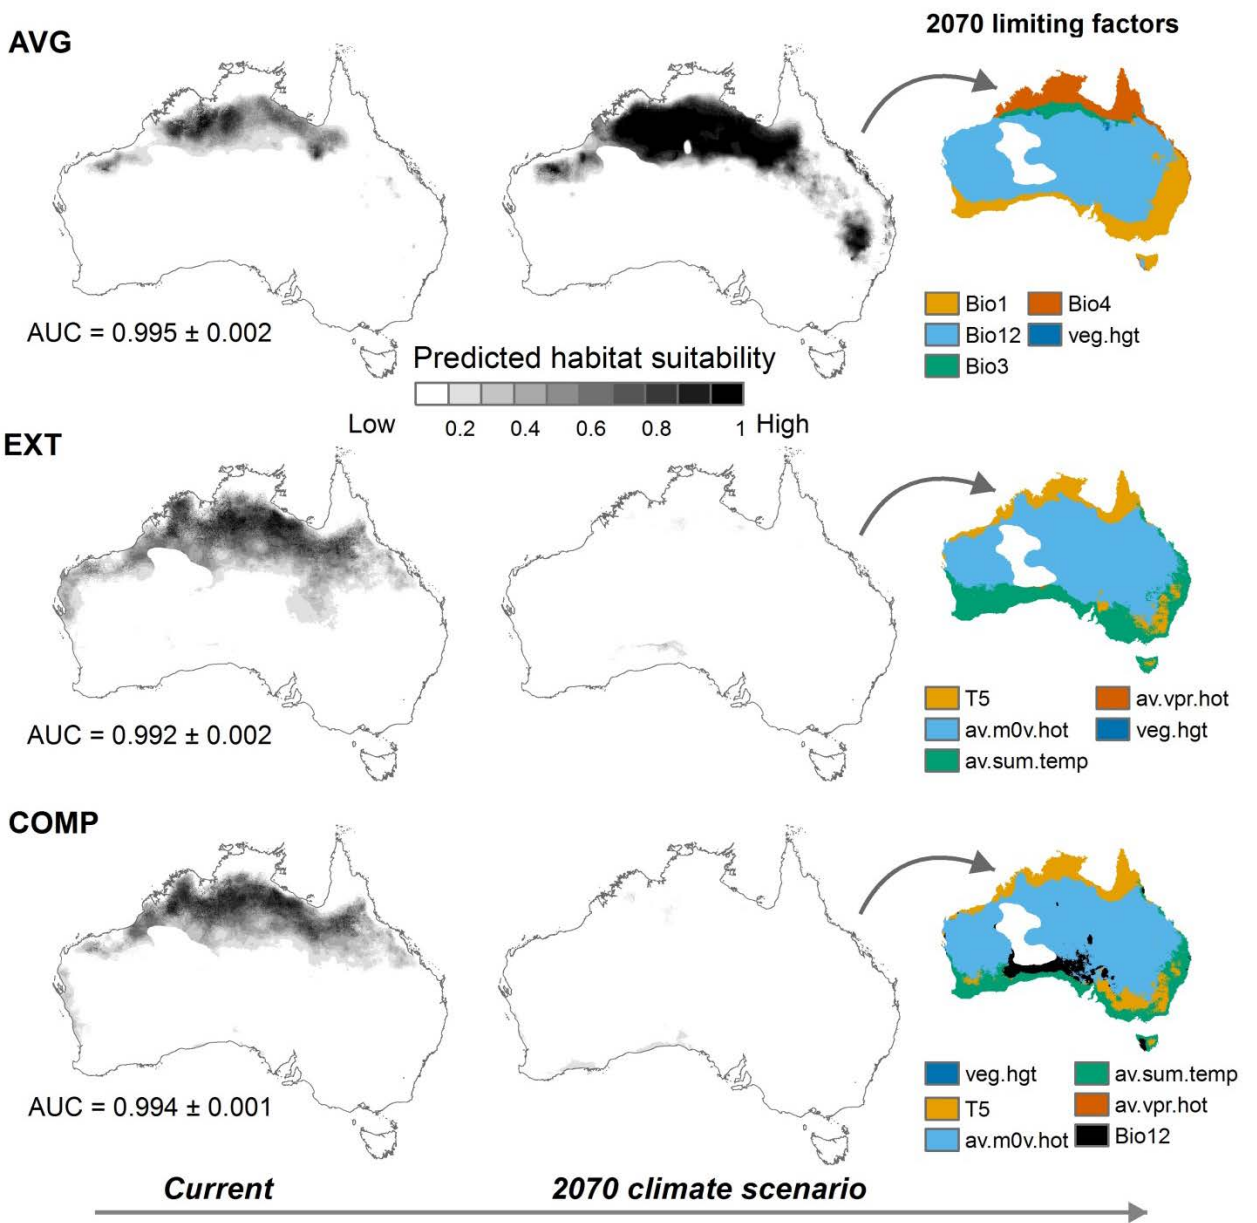 2070 limiting factors
AVG
Bio1
Bio4
Bio12
veg.hgt
Bio3
AUC = 0.995 ± 0.002
Predicted habitat suitability
Low
0.2
0.4
0.6
0.8
1
High
EXT
T5
av.vpr.hot
av.m0v.hot
veg.hgt
av.sum.temp
AUC = 0.992 ± 0.002
COMP
veg.hgt
av.sum.temp
T5
av.vpr.hot
av.m0v.hot
Bio12
AUC = 0.994 ± 0.001
Current
2070 climate scenario